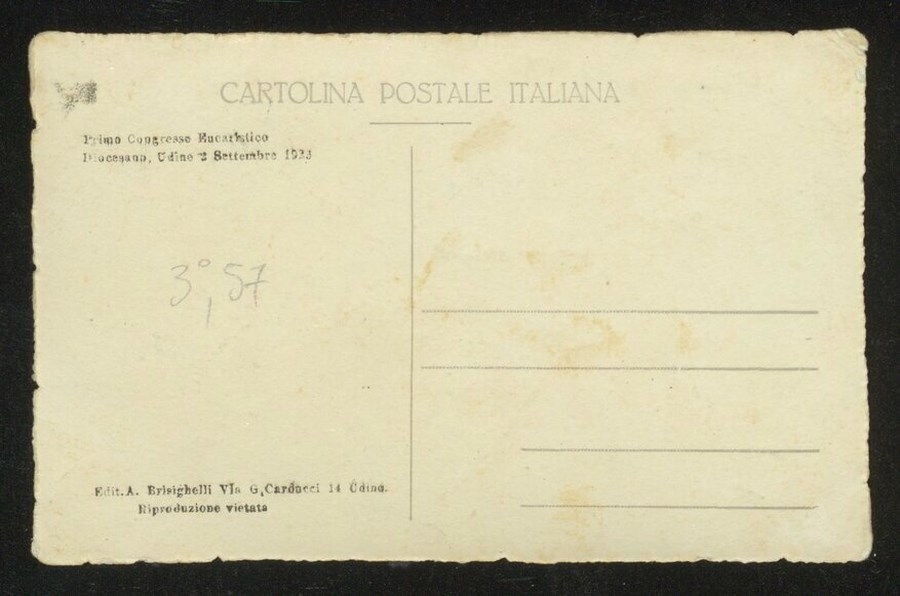 CARTOLINA POSTALE ITALIANA
Primo Congresso Eucaristico
Diocesano, Udine 2 Settembre 1923
3°, 57
Edit. A. Brisighelli Via G. Carducci 14 Udine.
Riproduzione vietata